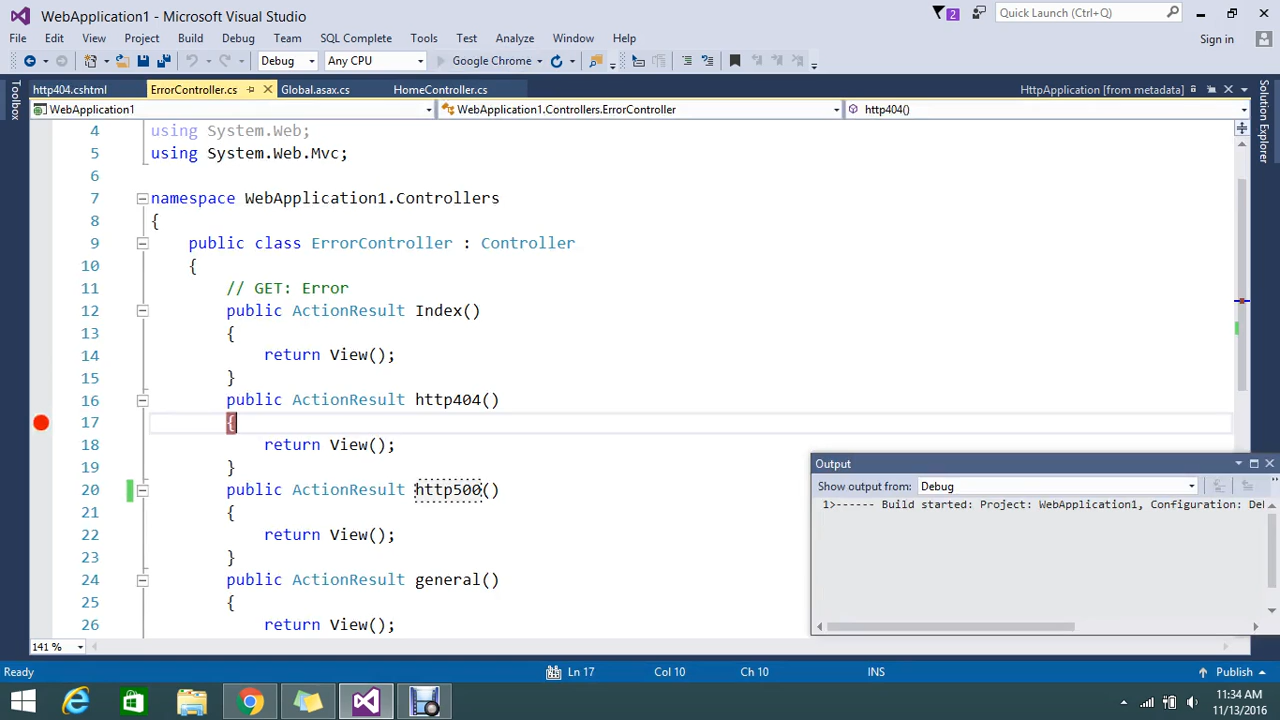 WebApplication1 - Microsoft Visual Studio
2
Quick Launch (Ctrl+Q)
File Edit View Project Build Debug Team SQL Complete Tools Test Analyze Window Help
Sign in
Debug Any CPU Google Chrome
Toolbox
http404.cshtml ErrorController.cs Global.asax.cs HomeController.cs HttpApplication [from metadata]
Solution Explorer
WebApplication1 WebApplication1.Controllers.ErrorController http404()
4 using System.Web;
5 using System.Web.Mvc;
6
7 namespace WebApplication1.Controllers
8 {
9 public class ErrorController : Controller
10 {
11 // GET: Error
12 public ActionResult Index()
13 {
14 return View();
15 }
16 public ActionResult http404()
17 {
18 return View();
19 }
20 public ActionResult http500()
21 {
22 return View();
23 }
24 public ActionResult general()
25 {
26 return View();
Output
Show output from: Debug
1>------ Build started: Project: WebApplication1, Configuration: De
141 %
Ready Ln 17 Col 10 Ch 10 INS Publish
11:34 AM
11/13/2016